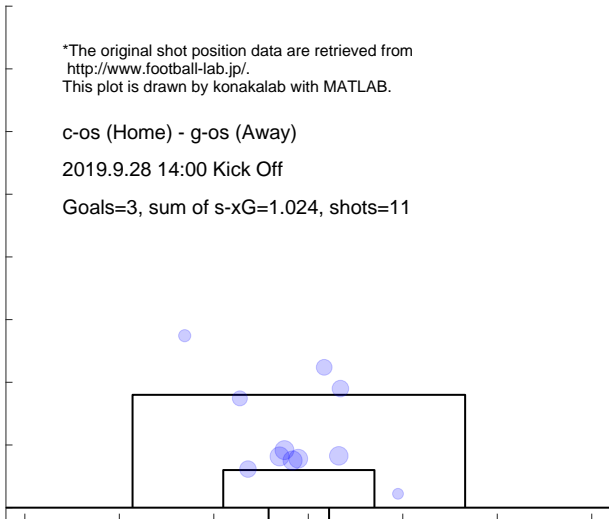 *The original shot position data are retrieved from
http://www.football-lab.jp/.
This plot is drawn by konakalab with MATLAB.
c-os (Home) - g-os (Away)
2019.9.28 14:00 Kick Off
Goals=3, sum of s-xG=1.024, shots=11